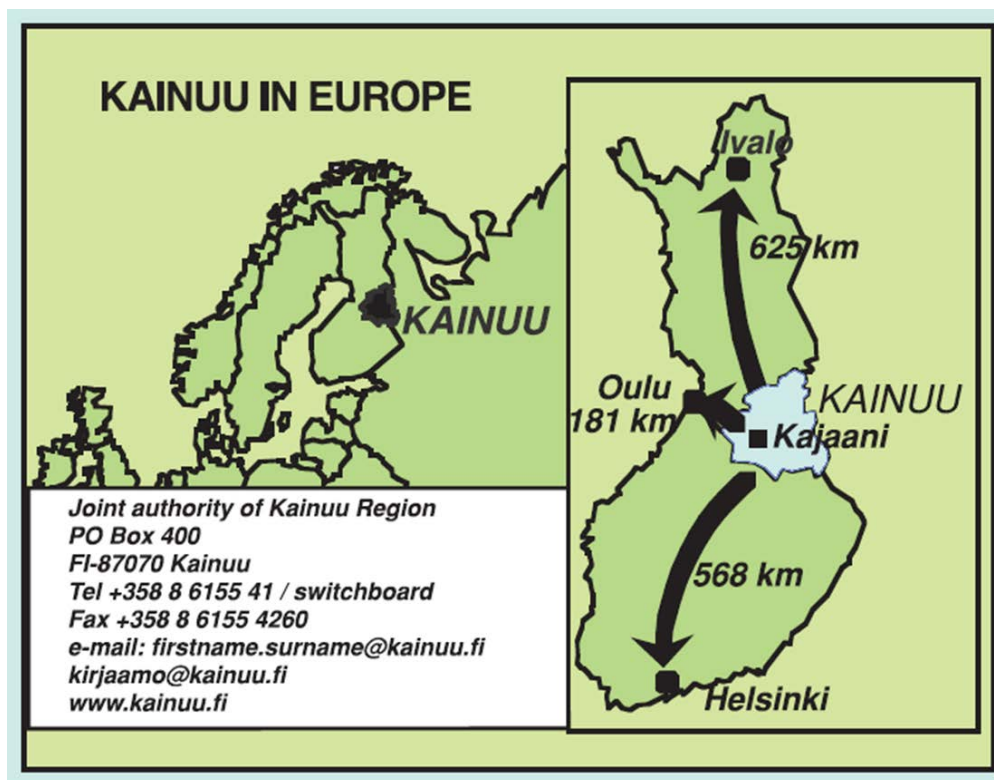 KAINUU IN EUROPE
KAINUU
Joint authority of Kainuu Region
PO Box 400
FI-87070 Kainuu
Tel +358 8 6155 41 / switchboard
Fax +358 8 6155 4260
e-mail: firstname.surname@kainuu.fi
kirjaamo@kainuu.fi
www.kainuu.fi
Ivalo
625 km
Oulu
181 km
KAINUU
Kajaani
568 km
Helsinki